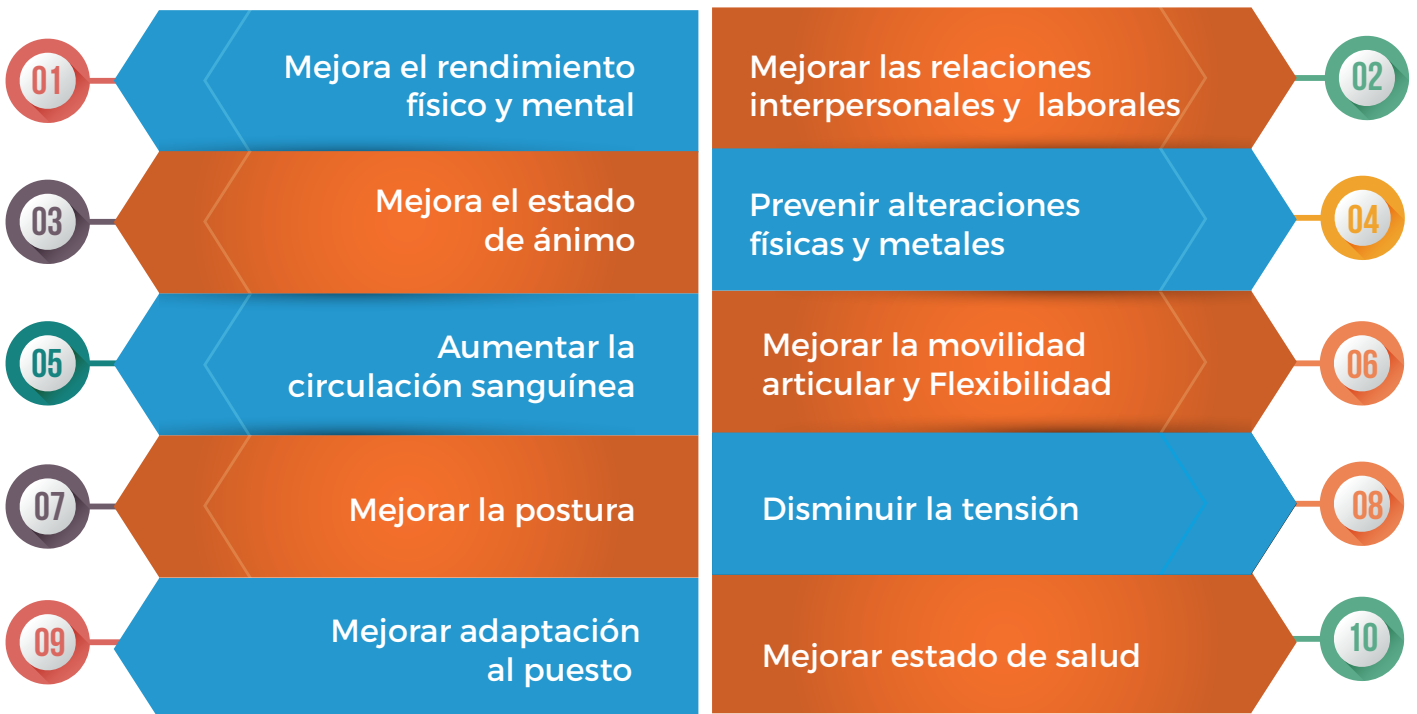 01
Mejora el rendimiento
físico y mental
02
Mejorar las relaciones
interpersonales y laborales
03
Mejora el estado
de ánimo
04
Prevenir alteraciones
físicas y metales
05
Aumentar la
circulación sanguínea
06
Mejorar la movilidad
articular y Flexibilidad
07
Mejorar la postura
08
Disminuir la tensión
09
Mejorar adaptación
al puesto
10
Mejorar estado de salud